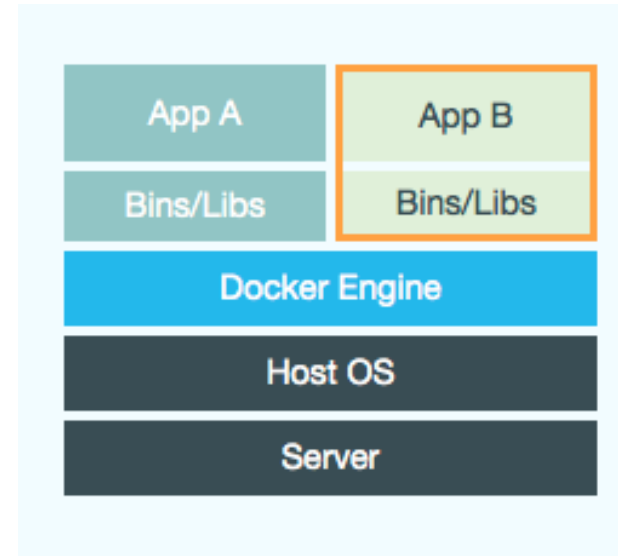 App A
App B
Bins/Libs
Bins/Libs
Docker Engine
Host OS
Server